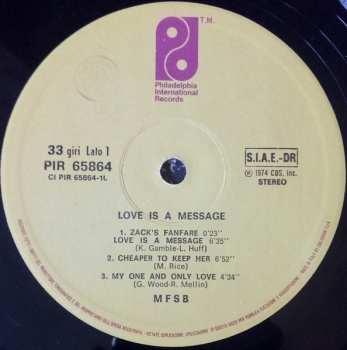 T.M.
Philadelphia
International
Records
33 giri Lato 1
PIR 65864
CI PIR 65864-1L
S.I.A.E.-DR
℗ 1974 CBS, Inc.
STEREO
LOVE IS A MESSAGE
1. ZACK'S FANFARE 0'23"
LOVE IS A MESSAGE 6'35"
(K. Gamble-L. Huff)
2. CHEAPER TO KEEP HER 6'52"
(M. Rice)
3. MY ONE AND ONLY LOVE 4'34"
(G. Wood-R. Mellin)
MFSB